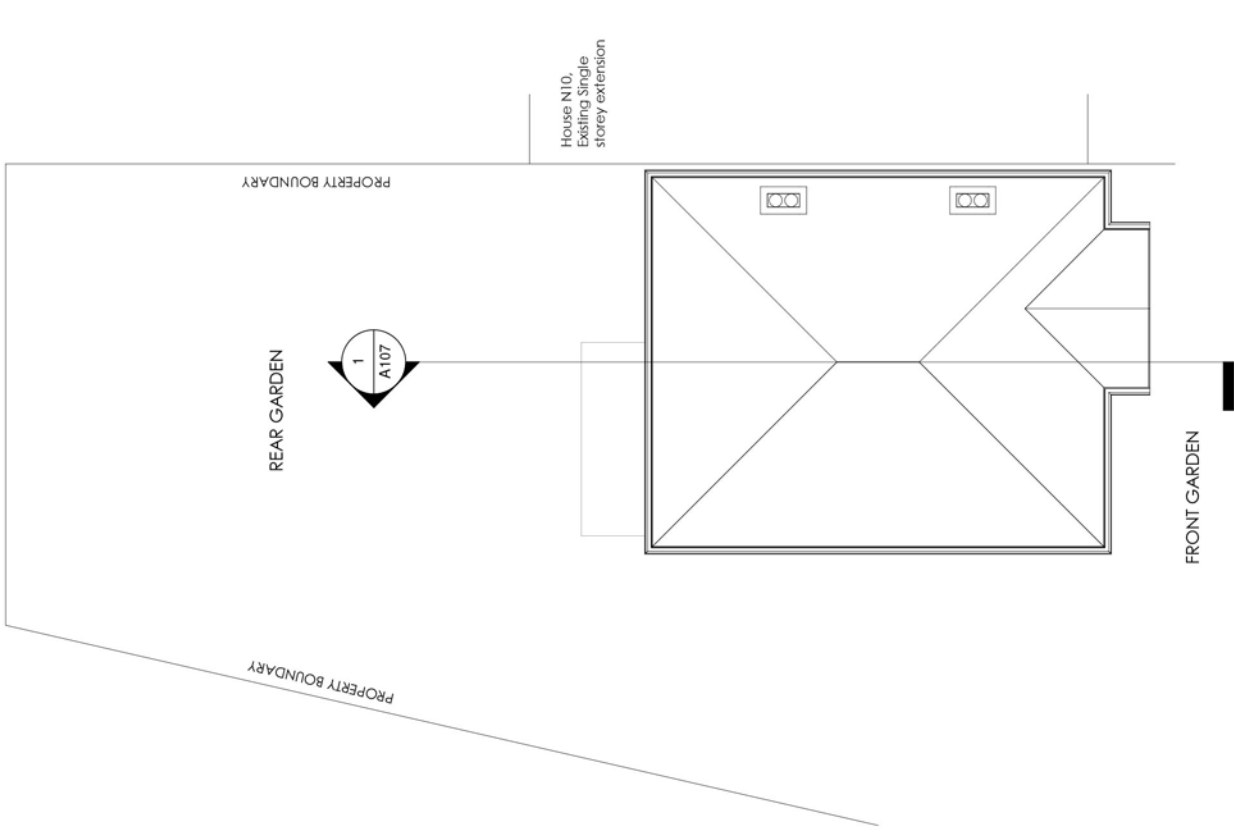 House N10,
Existing Single
storey extension
PROPERTY BOUNDARY
1
A107
REAR GARDEN
FRONT GARDEN
PROPERTY BOUNDARY